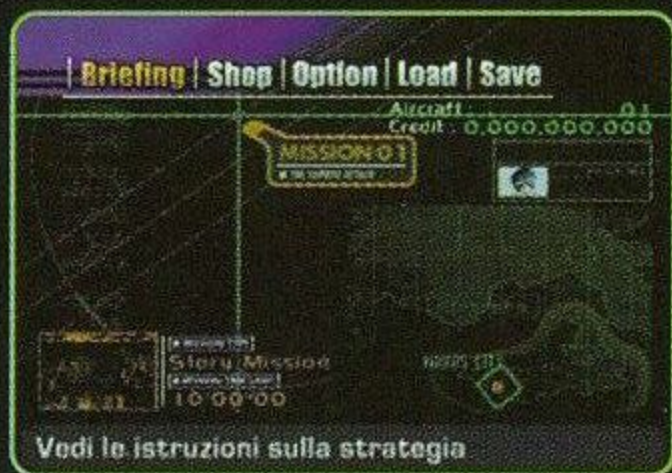 Briefing | Shop | Option | Load | Save
Aircraft : 01
Credit : 0,000,000,000
MISSION 01
Story Mission
10'00'00
Vedi le istruzioni sulla strategia